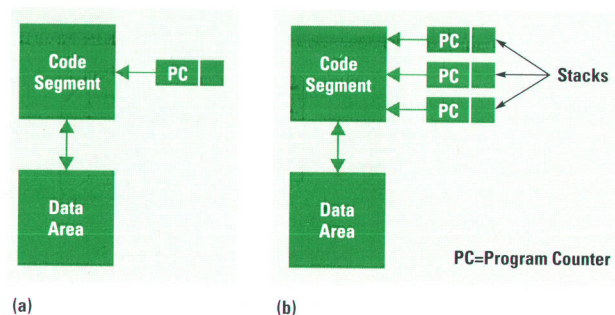 Code
Segment
PC
Data
Area
(a)
Code
Segment
PC
PC
PC
Stacks
Data
Area
PC=Program Counter
(b)